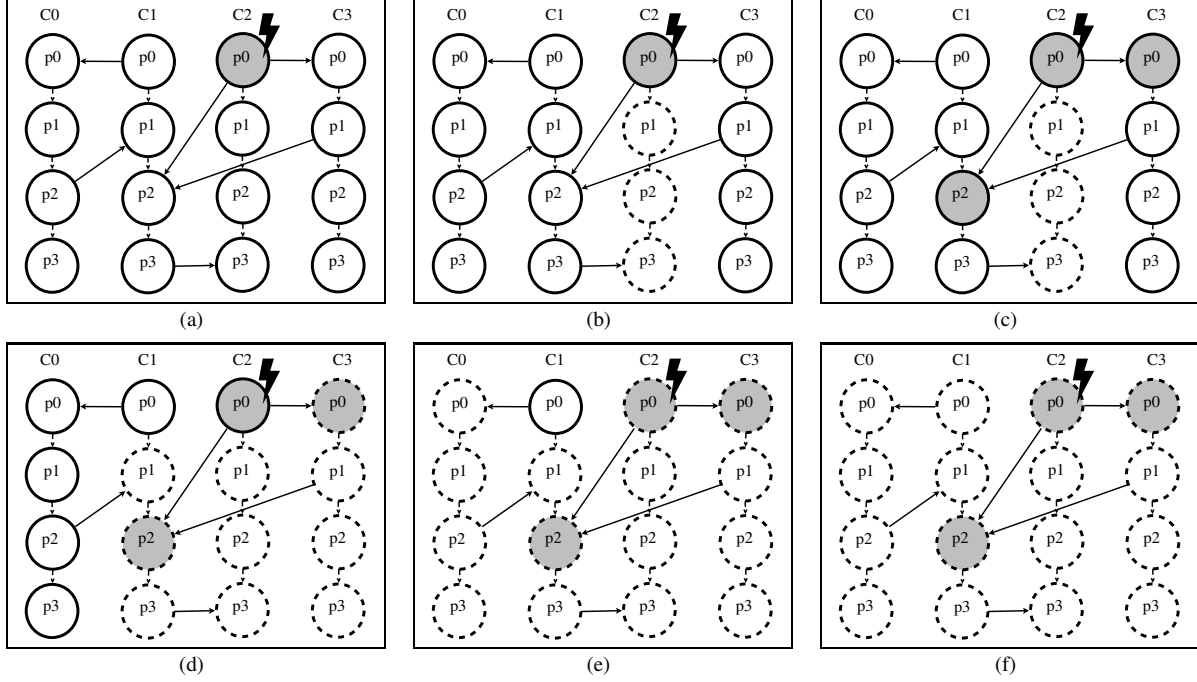 C0 C1 C2 C3
p0 p0 p0 p0
p1 p1 p1 p1
p2 p2 p2 p2
p3 p3 p3 p3
(a)
C0 C1 C2 C3
p0 p0 p0 p0
p1 p1 p1 p1
p2 p2 p2 p2
p3 p3 p3 p3
(b)
C0 C1 C2 C3
p0 p0 p0 p0
p1 p1 p1 p1
p2 p2 p2 p2
p3 p3 p3 p3
(c)
C0 C1 C2 C3
p0 p0 p0 p0
p1 p1 p1 p1
p2 p2 p2 p2
p3 p3 p3 p3
(d)
C0 C1 C2 C3
p0 p0 p0 p0
p1 p1 p1 p1
p2 p2 p2 p2
p3 p3 p3 p3
(e)
C0 C1 C2 C3
p0 p0 p0 p0
p1 p1 p1 p1
p2 p2 p2 p2
p3 p3 p3 p3
(f)